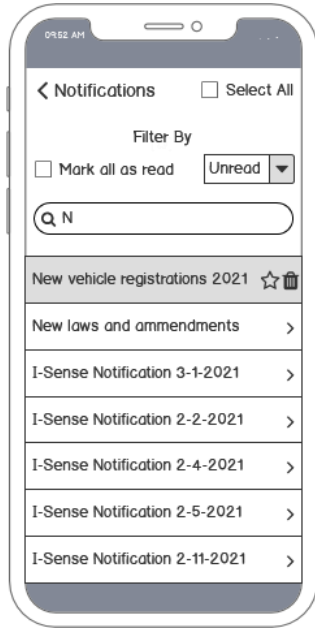 09:52 AM
Notifications
Select All
Filter By
Mark all as read
Unread
N
New vehicle registrations 2021
New laws and ammendments
I-Sense Notification 3-1-2021
I-Sense Notification 2-2-2021
I-Sense Notification 2-4-2021
I-Sense Notification 2-5-2021
I-Sense Notification 2-11-2021